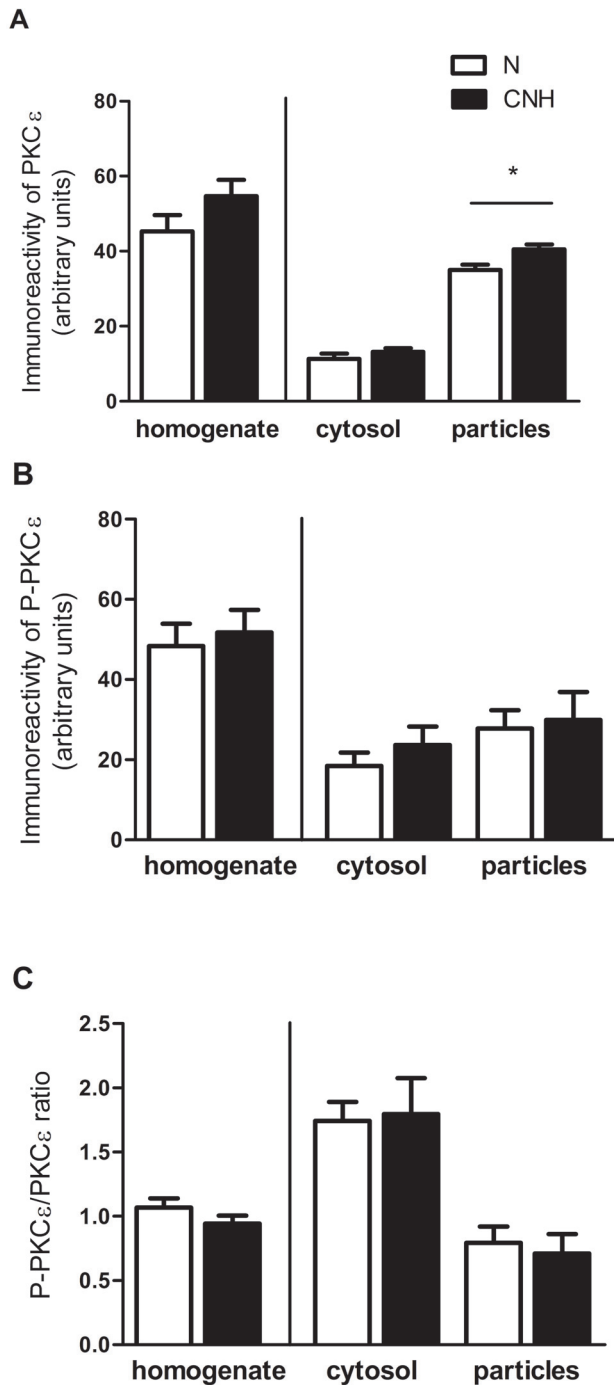 A
N
CNH
Immunoreactivity of PKCε
(arbitrary units)
80
60
40
20
0
*
homogenate cytosol particles
B
Immunoreactivity of P-PKCε
(arbitrary units)
80
60
40
20
0
homogenate cytosol particles
C
P-PKCε/PKCε ratio
2.5
2.0
1.5
1.0
0.5
0.0
homogenate cytosol particles